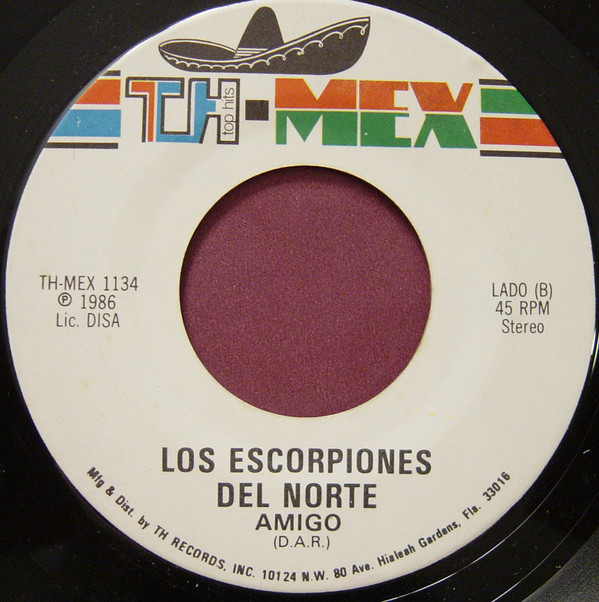 TH top hits - MEX
TH-MEX 1134
℗ 1986
Lic. DISA
LADO (B)
45 RPM
Stereo
LOS ESCORPIONES
DEL NORTE
AMIGO
(D.A.R.)
Mfg & Dist. by TH RECORDS, INC. 10124 N.W. 80 Ave. Hialeah Gardens, Fla. 33016